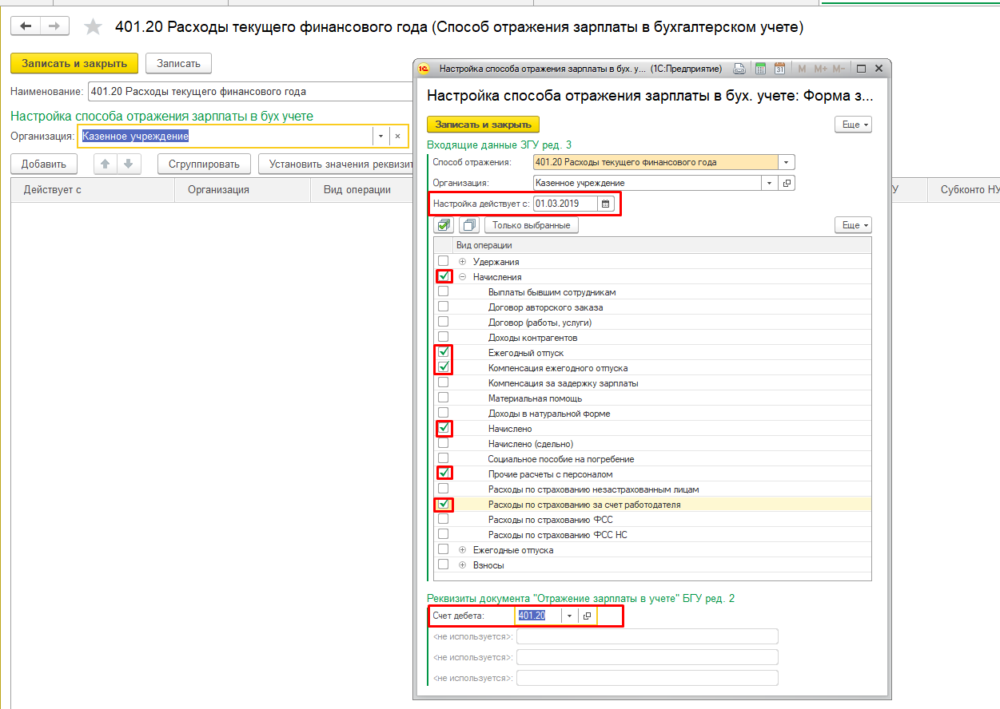 401.20 Расходы текущего финансового года (Способ отражения зарплаты в бухгалтерском учете)
Записать и закрыть
Записать
Наименование: 401.20 Расходы текущего финансового года
Настройка способа отражения зарплаты в бух учете
Организация: Казенное учреждение
Добавить
Сгруппировать
Установить значения реквизит
Действует с
Организация
Вид операции
У
Субконто НУ
1С
Настройка способа отражения зарплаты в бух. у... (1С:Предприятие)
31
M M+ M-
Настройка способа отражения зарплаты в бух. учете: Форма з...
Записать и закрыть
Еще
Входящие данные ЗГУ ред. 3
Способ отражения: 401.20 Расходы текущего финансового года
Организация: Казенное учреждение
Настройка действует с: 01.03.2019
Только выбранные
Еще
Вид операции
Удержания
Начисления
Выплаты бывшим сотрудникам
Договор авторского заказа
Договор (работы, услуги)
Доходы контрагентов
Ежегодный отпуск
Компенсация ежегодного отпуска
Компенсация за задержку зарплаты
Материальная помощь
Доходы в натуральной форме
Начислено
Начислено (сдельно)
Социальное пособие на погребение
Прочие расчеты с персоналом
Расходы по страхованию незастрахованным лицам
Расходы по страхованию за счет работодателя
Расходы по страхованию ФСС
Расходы по страхованию ФСС НС
Ежегодные отпуска
Взносы
Реквизиты документа "Отражение зарплаты в учете" БГУ ред. 2
Счет дебета: 401.20
<не используется>:
<не используется>:
<не используется>: